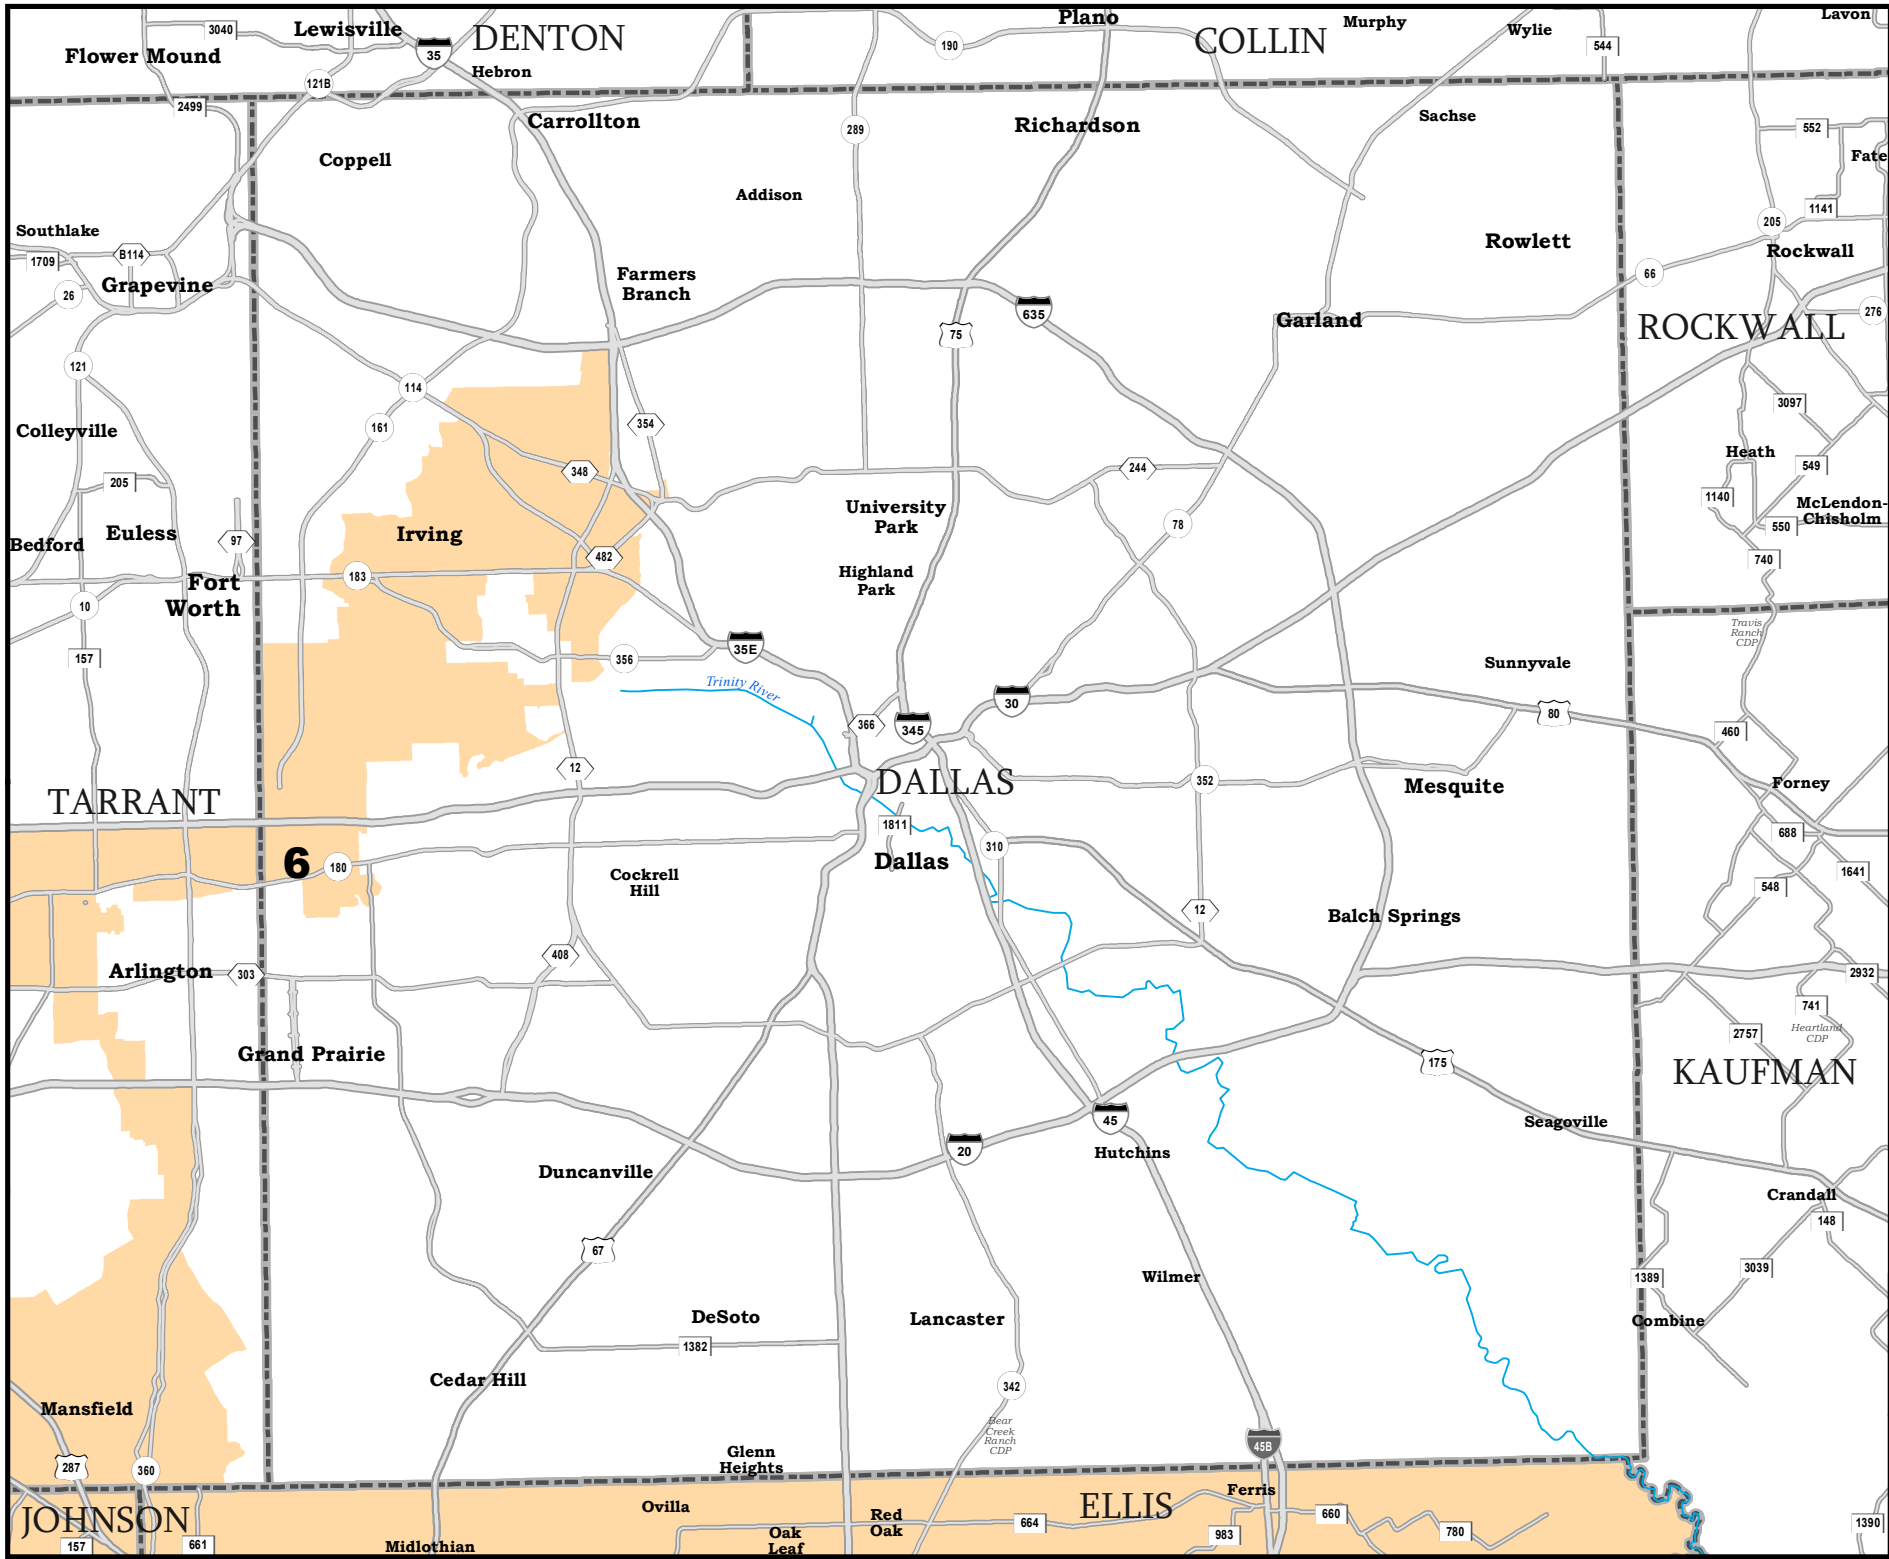 Plano
Lavon
3040
Lewisville
DENTON
COLLIN
Murphy
Wylie
190
544
35
Flower Mound
Hebron
121B
2499
Carrollton
289
Richardson
Sachse
552
Coppell
Fate
Addison
1141
205
Southlake
Rowlett
1709
B114
Rockwall
66
Grapevine
26
Farmers
Branch
635
276
75
Garland
ROCKWALL
121
114
161
354
3097
Colleyville
348
244
Heath
549
205
1140
University
Park
McLendon-
Chisholm
78
550
Bedford
Euless
97
Irving
482
740
183
Highland
Park
Fort
Worth
10
Travis
Ranch
CDP
157
35E
356
Sunnyvale
Trinity River
30
366
345
80
460
12
DALLAS
352
Mesquite
Forney
TARRANT
1811
688
310
6
180
Dallas
1641
Cockrell
Hill
548
12
Balch Springs
408
Arlington
303
2932
741
2757
Heartland
CDP
Grand Prairie
175
KAUFMAN
45
Seagoville
20
Hutchins
Duncanville
Crandall
148
67
Wilmer
3039
1389
DeSoto
Lancaster
Combine
1382
Cedar Hill
342
Mansfield
Bear
Creek
Ranch
CDP
45B
Glenn
Heights
287
360
Ferris
JOHNSON
Ovilla
ELLIS
Red
Oak
664
660
780
983
1390
157
661
Midlothian
Oak
Leaf